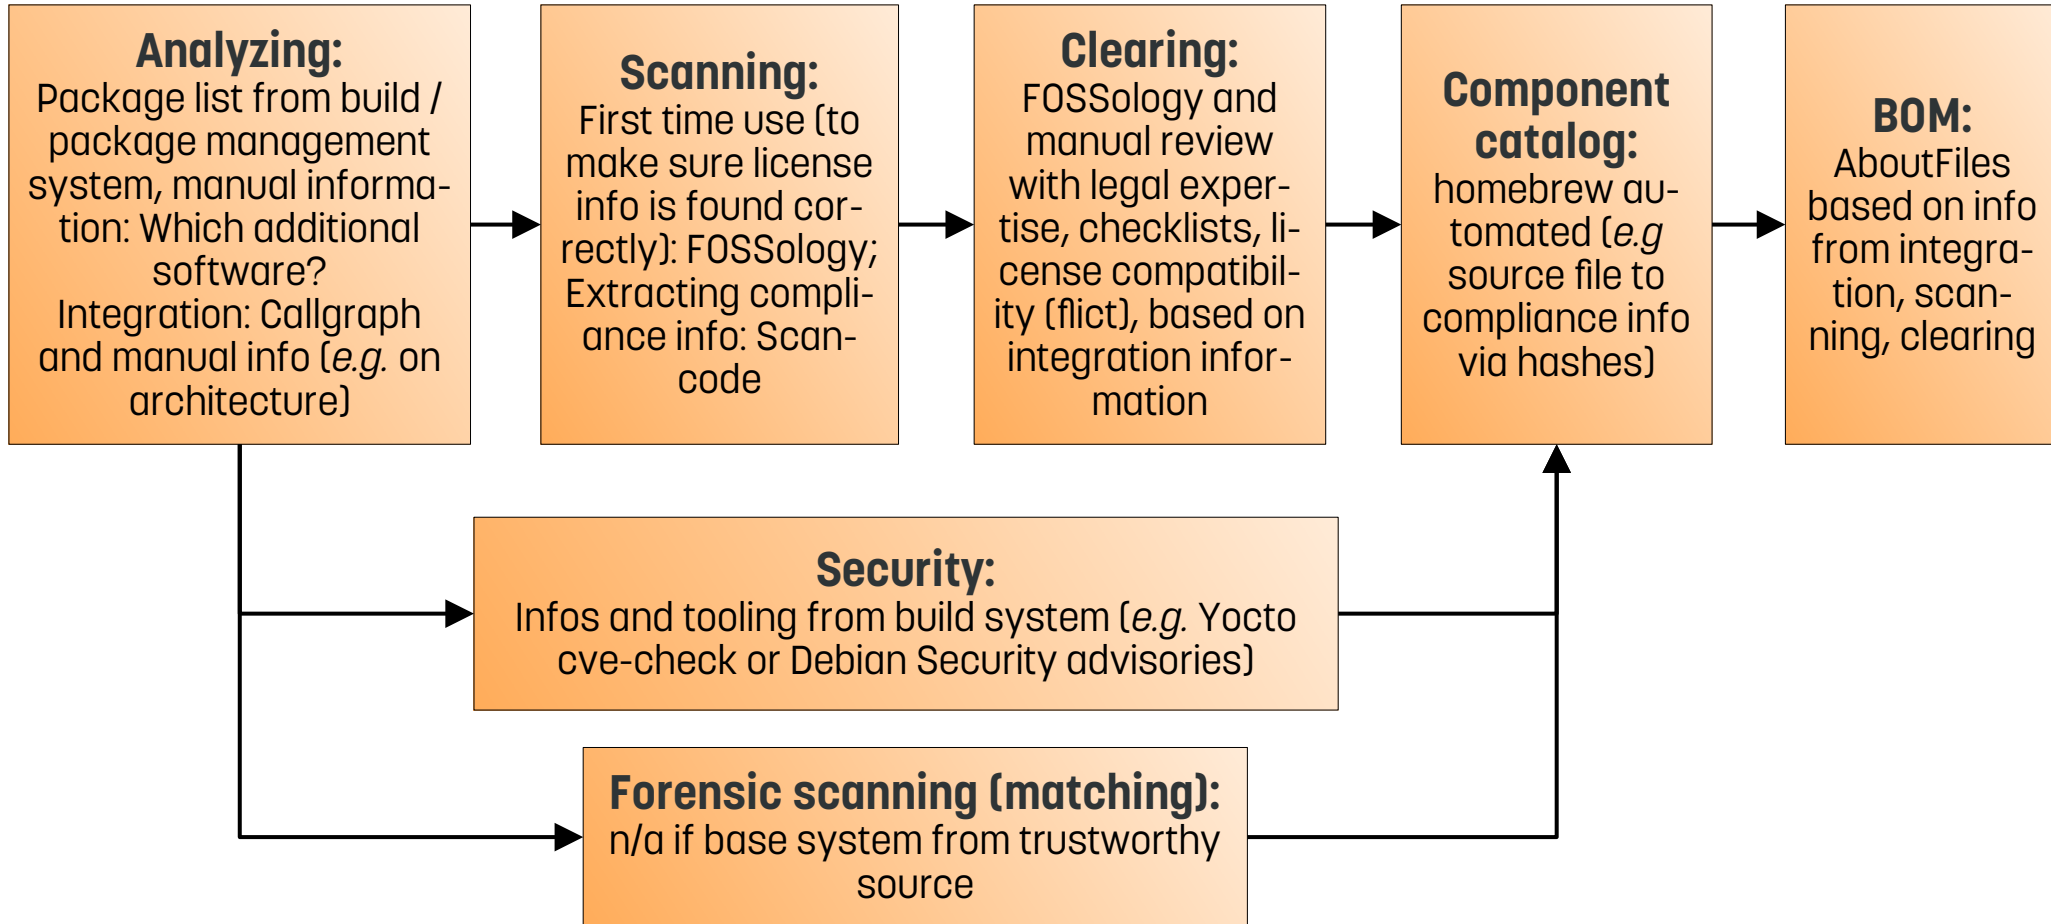 Analyzing:
Package list from build /
package management
system, manual informa-
tion: Which additional
software?
Integration: Callgraph
and manual info (e.g. on
architecture)
Scanning:
First time use (to
make sure license
info is found cor-
rectly): FOSSology;
Extracting compli-
ance info: Scan-
code
Clearing:
FOSSology and
manual review
with legal exper-
tise, checklists, li-
cense compatibil-
ity (flict), based on
integration infor-
mation
Component
catalog:
homebrew au-
tomated (e.g
source file to
compliance info
via hashes)
BOM:
AboutFiles
based on info
from integra-
tion, scan-
ning, clearing
Security:
Infos and tooling from build system (e.g. Yocto
cve-check or Debian Security advisories)
Forensic scanning (matching):
n/a if base system from trustworthy
source